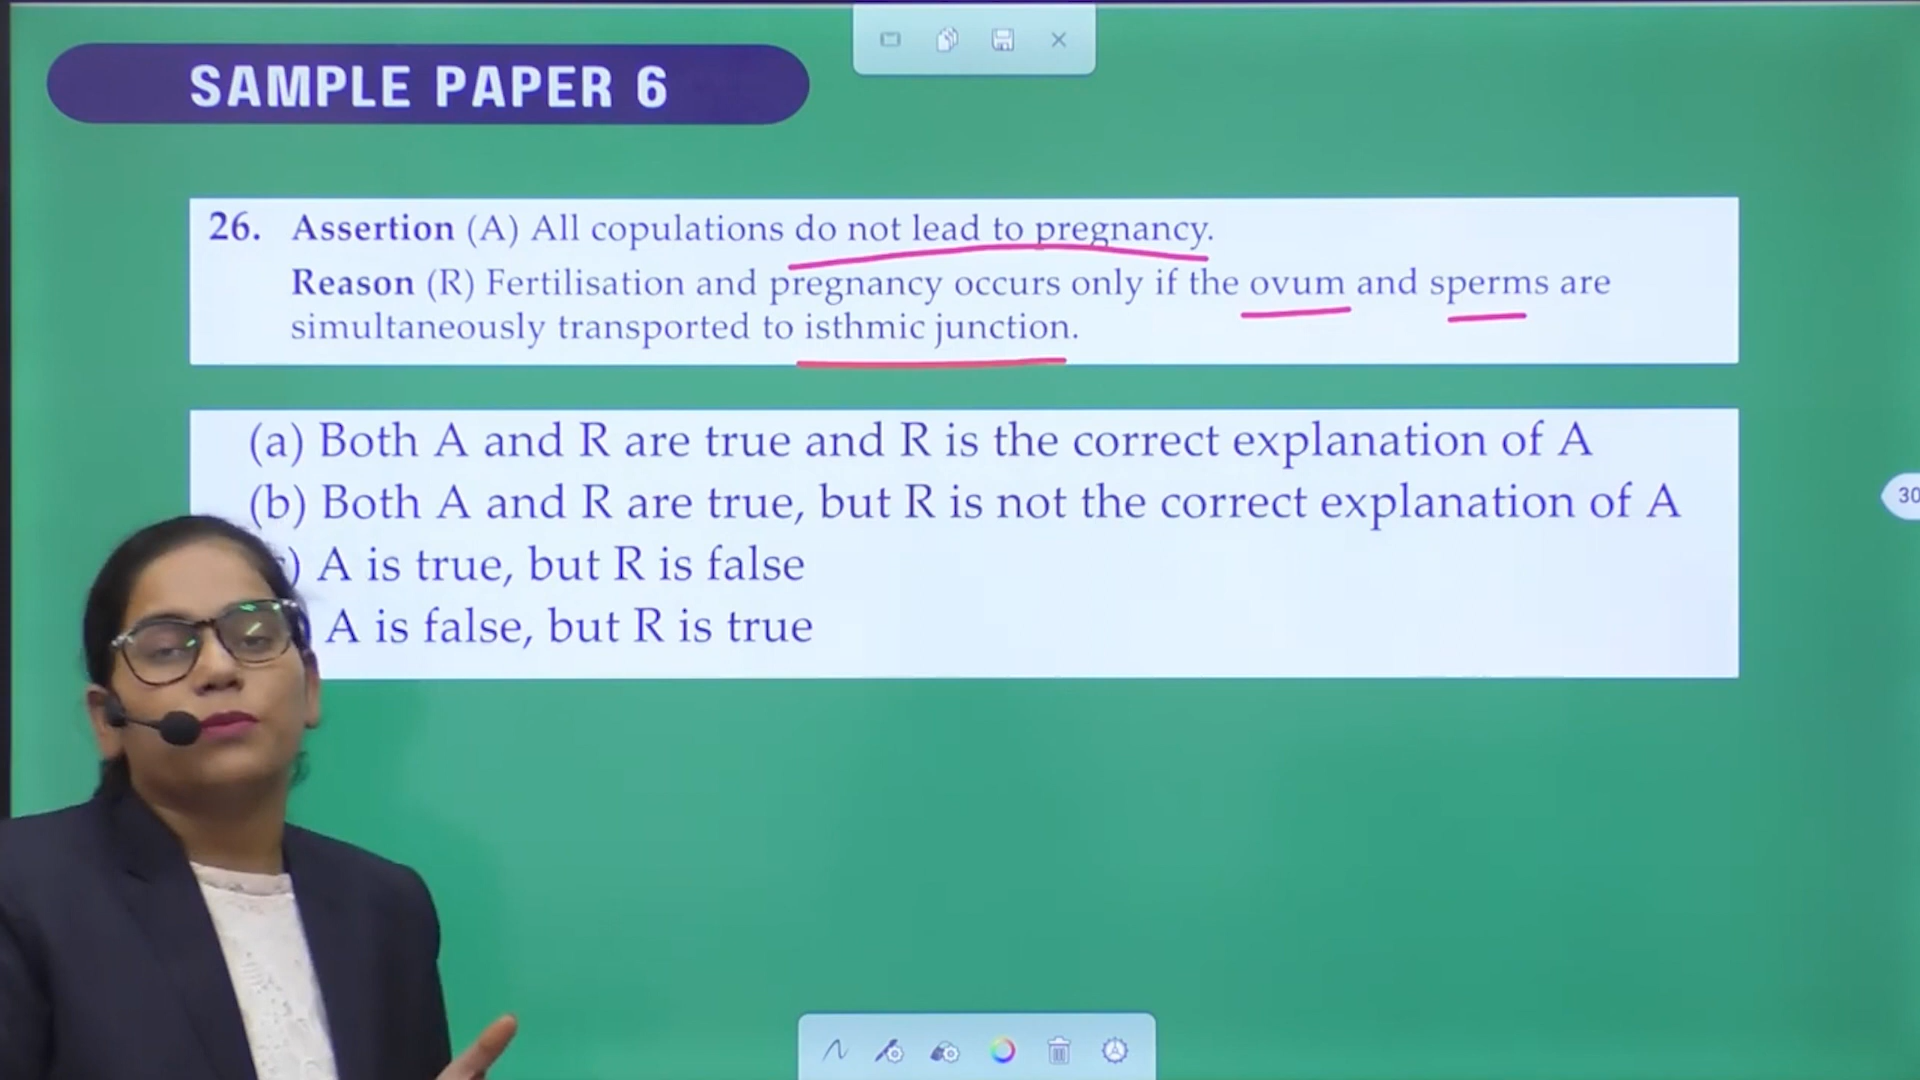 SAMPLE PAPER 6
26. Assertion (A) All copulations do not lead to pregnancy.
Reason (R) Fertilisation and pregnancy occurs only if the ovum and sperms are
simultaneously transported to isthmic junction.
(a) Both A and R are true and R is the correct explanation of A
(b) Both A and R are true, but R is not the correct explanation of A
) A is true, but R is false
) A is false, but R is true
30